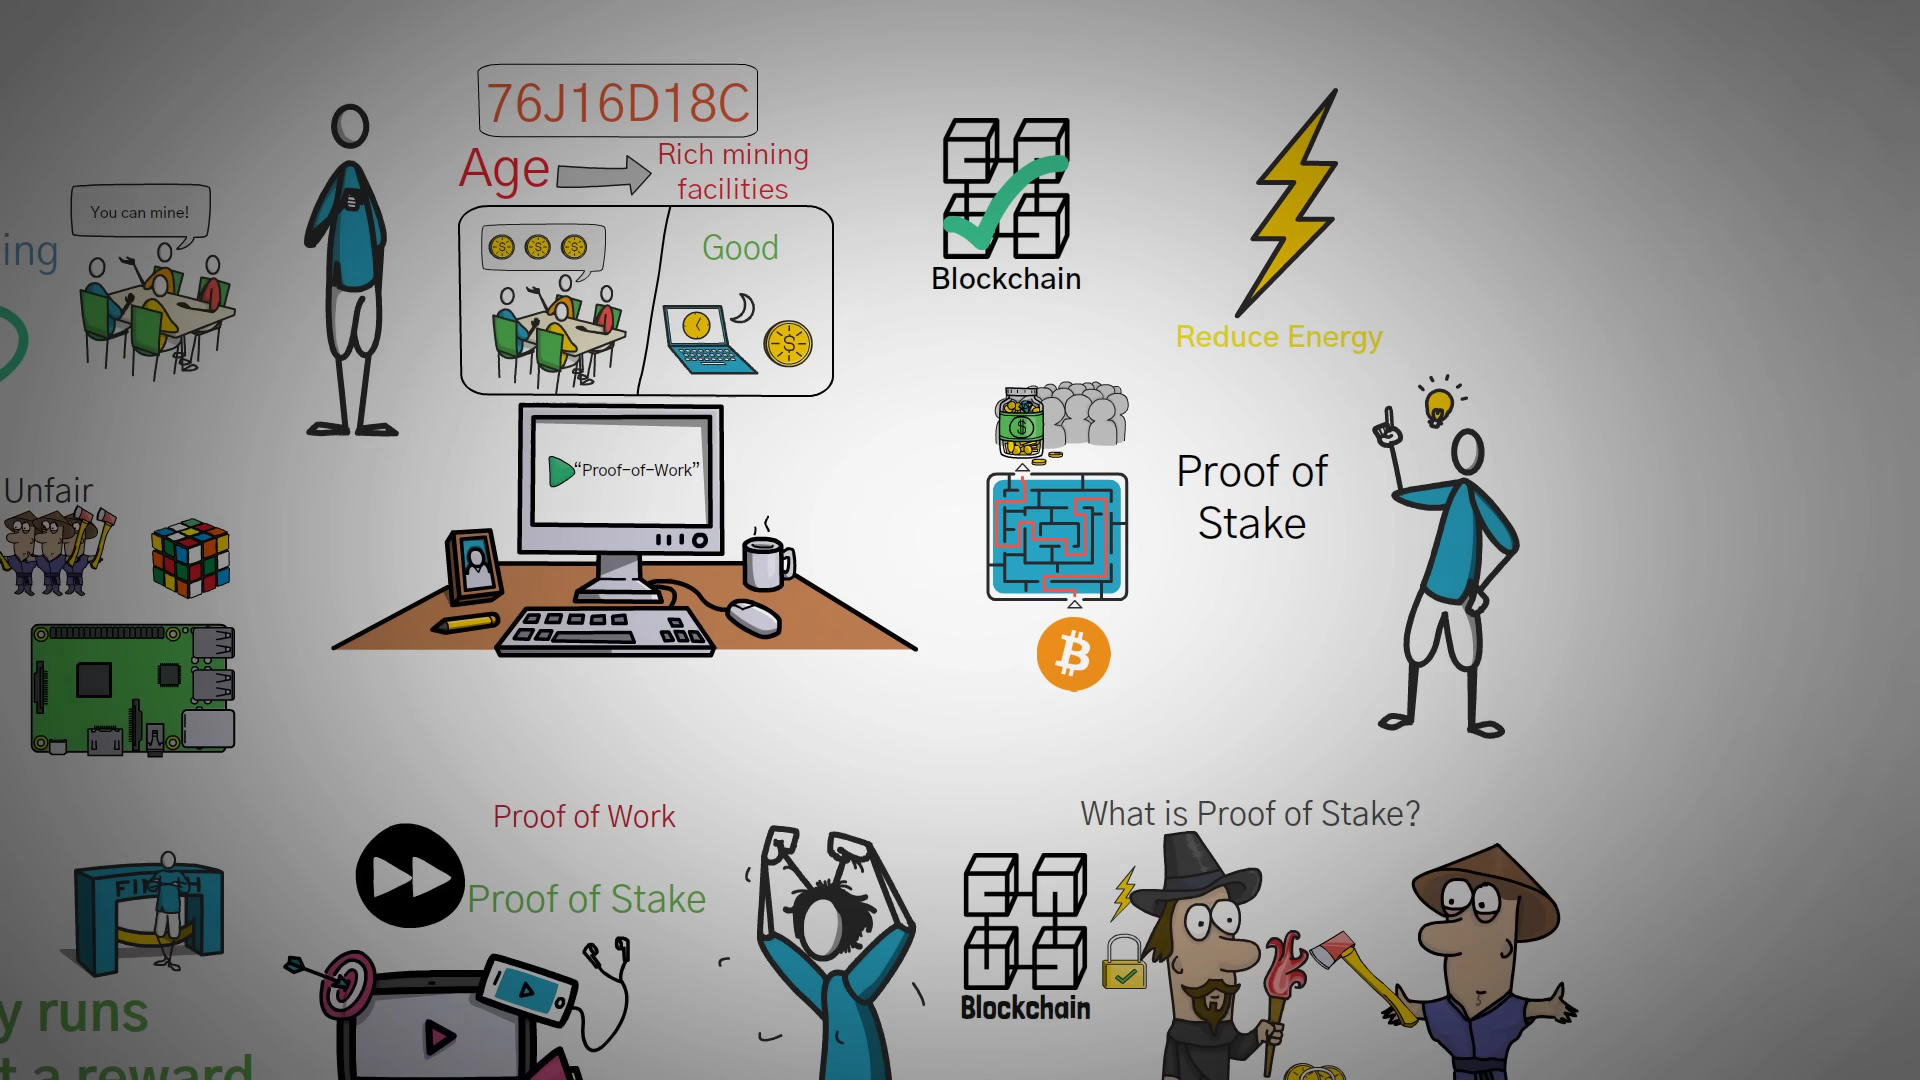 76J16D18C
Age
Rich mining
facilities
You can mine!
ing
Good
Blockchain
Reduce Energy
"Proof-of-Work"
Proof of
Stake
Unfair
Proof of Work
Proof of Stake
What is Proof of Stake?
Blockchain
y runs
t a reward